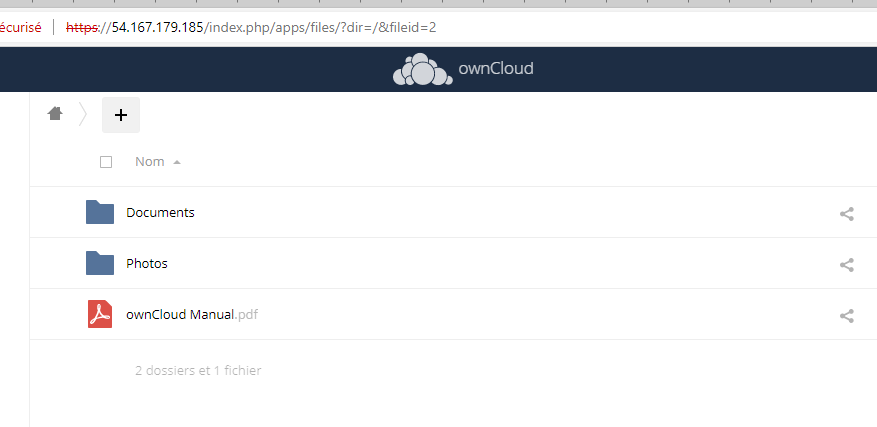 écurisé | https://54.167.179.185/index.php/apps/files/?dir=/&fileid=2
ownCloud
+
Nom
Documents
Photos
ownCloud Manual.pdf
2 dossiers et 1 fichier